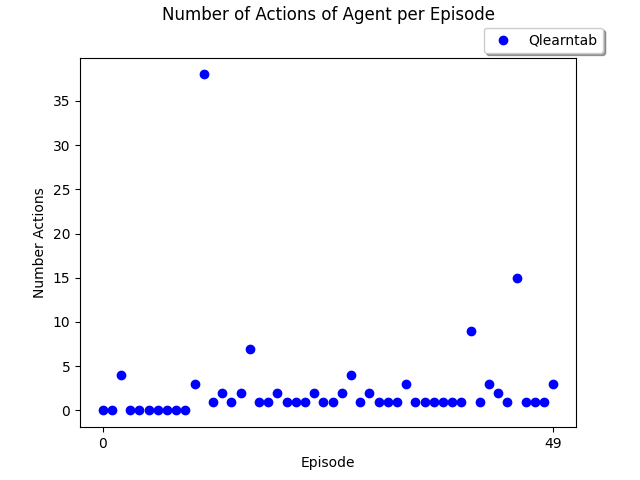 Number of Actions of Agent per Episode
Qlearntab
35
30
25
20
15
10
5
0
Number Actions
0 49
Episode